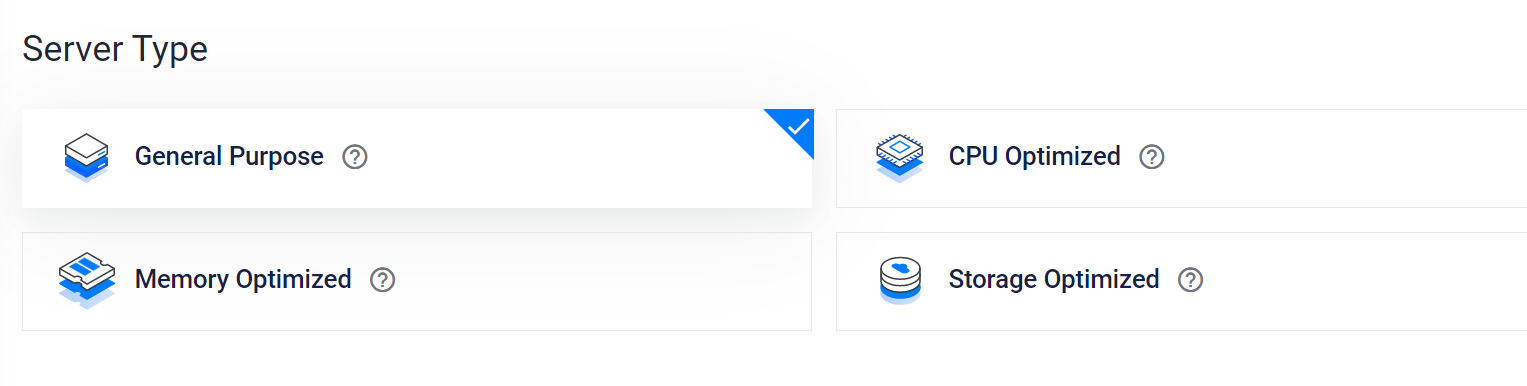 Server Type
General Purpose
CPU Optimized
Memory Optimized
Storage Optimized